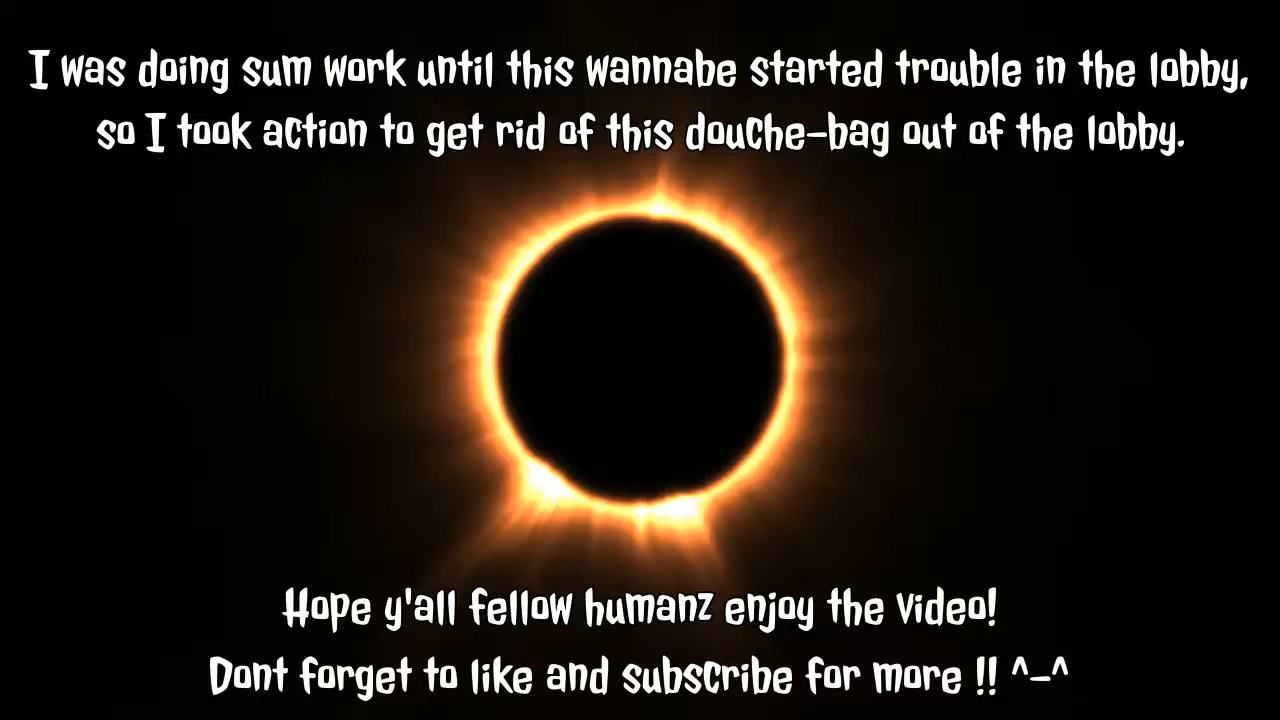 I was doing sum work until this wannabe started trouble in the lobby,
so I took action to get rid of this douche-bag out of the lobby.
Hope y'all fellow humanz enjoy the video!
Dont forget to like and subscribe for more !! ^-^